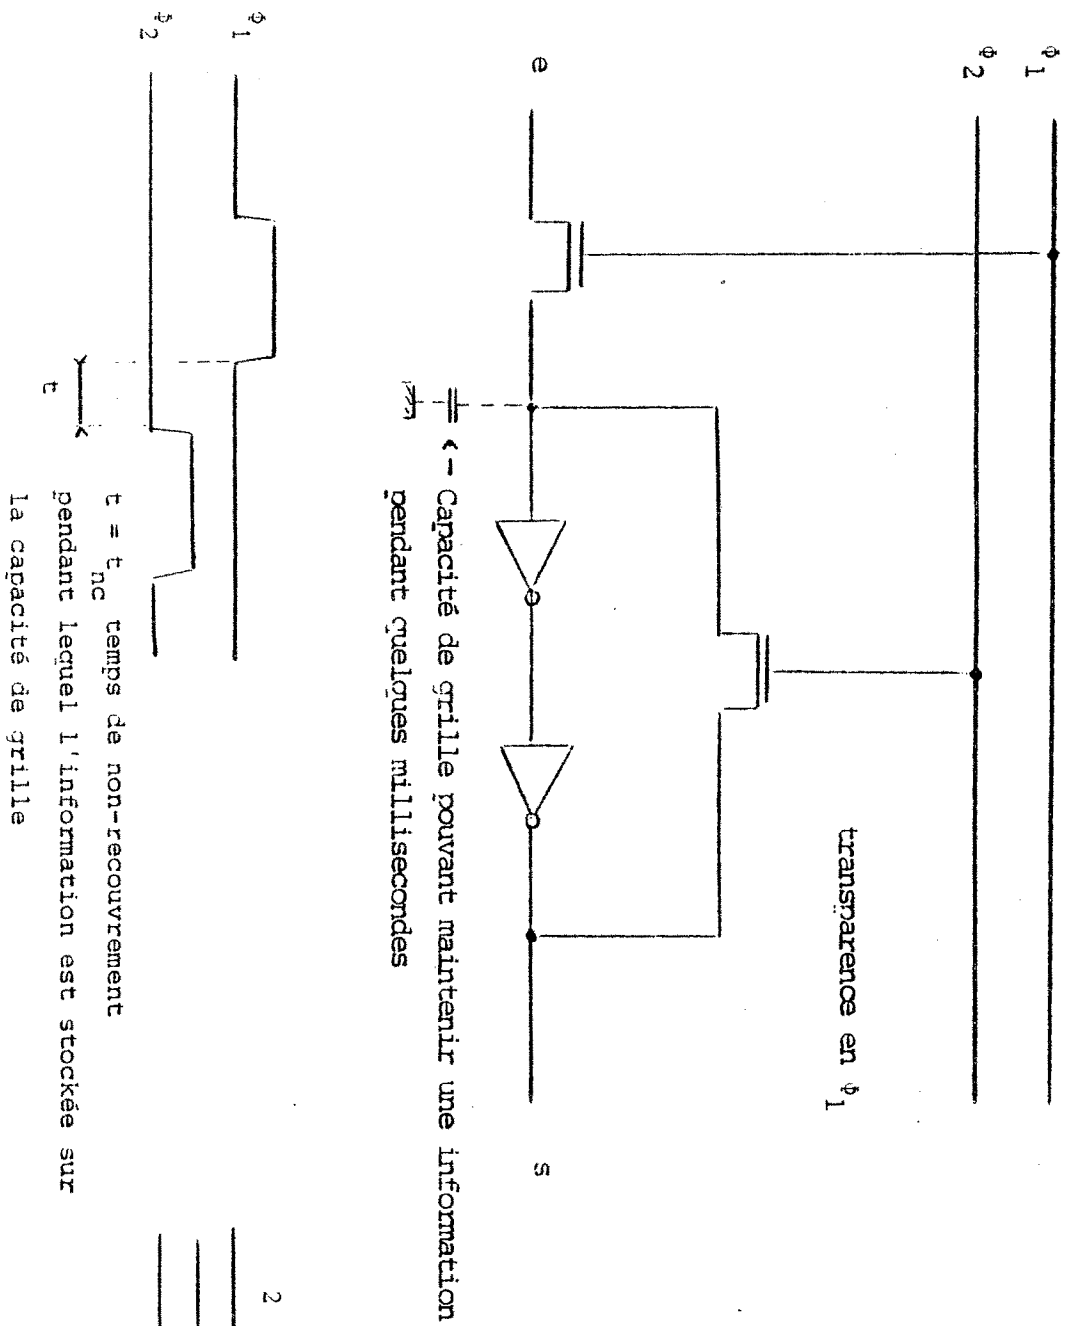 Φ1
Φ2
transparence en Φ1
e
s
Capacité de grille pouvant maintenir une information
pendant quelques millisecondes
Φ1
Φ2
t
t = tnc temps de non-recouvrement
pendant lequel l'information est stockée sur
la capacité de grille
2